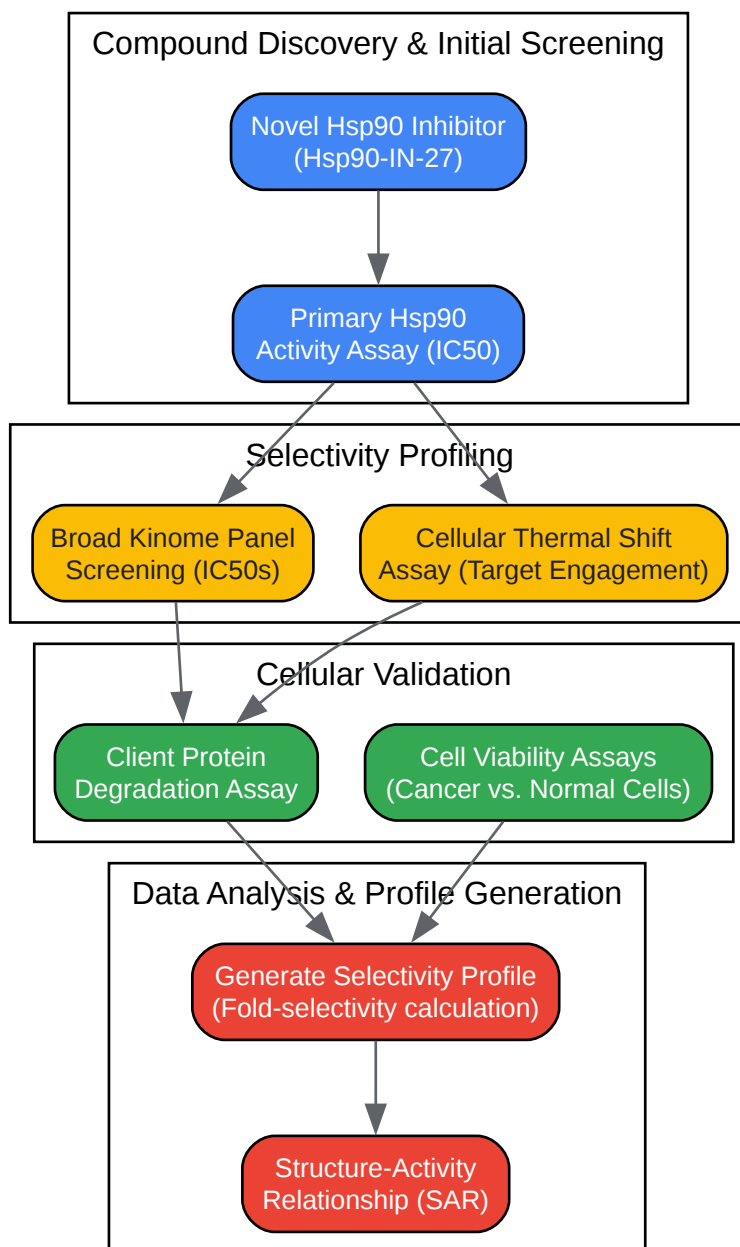 Compound Discovery & Initial Screening
Novel Hsp90 Inhibitor
(Hsp90-IN-27)
Primary Hsp90
Activity Assay (IC50)
Selectivity Profiling
Broad Kinome Panel
Screening (IC50s)
Cellular Thermal Shift
Assay (Target Engagement)
Cellular Validation
Client Protein
Degradation Assay
Cell Viability Assays
(Cancer vs. Normal Cells)
Data Analysis & Profile Generation
Generate Selectivity Profile
(Fold-selectivity calculation)
Structure-Activity
Relationship (SAR)